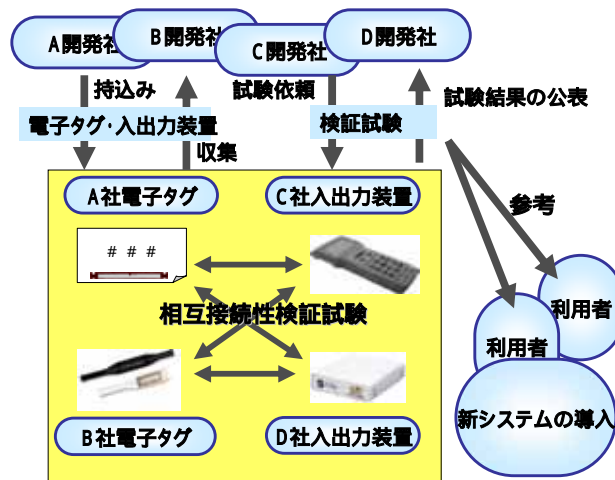 A開発社
B開発社
C開発社
D開発社
持込み
試験依頼
試験結果の公表
電子タグ・入出力装置
検証試験
収集
A社電子タグ
C社入出力装置
参考
# # #
相互接続性検証試験
利用者
利用者
新システムの導入
B社電子タグ
D社入出力装置